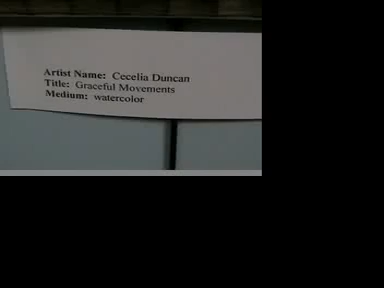 Artist Name: Cecelia Duncan
Title: Graceful Movements
Medium: watercolor